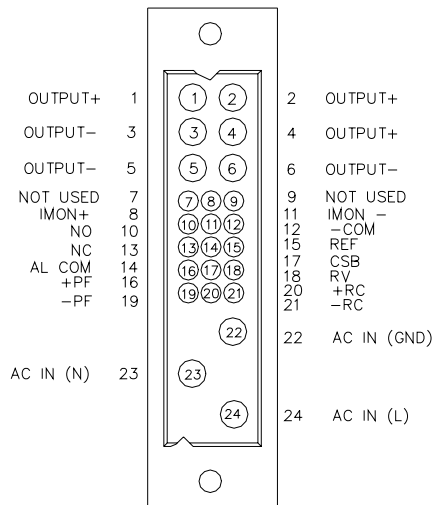 OUTPUT+ 1 1 2 2 OUTPUT+
OUTPUT- 3 3 4 4 OUTPUT+
OUTPUT- 5 5 6 6 OUTPUT-
NOT USED 7 7 8 9 9 NOT USED
IMON+ 8 11 IMON -
NO 10 10 11 12 12 -COM
NC 13 13 14 15 15 REF
AL COM 14 17 CSB
+PF 16 16 17 18 18 RV
-PF 19 19 20 21 20 +RC
21 -RC
22 22 AC IN (GND)
AC IN (N) 23 23
24 24 AC IN (L)